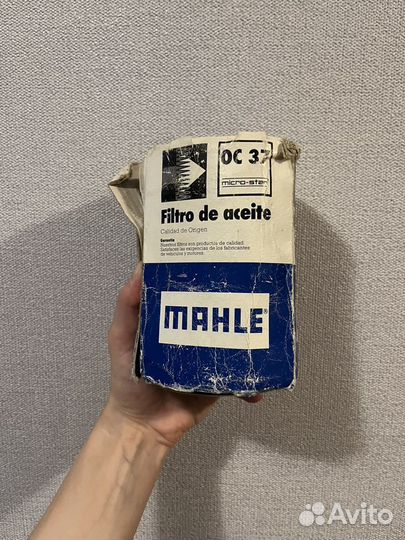 OC 37
micro-star
Filtro de aceite
Calidad de Origen
Garantía
Nuestros filtros son productos de calidad.
Satisfacen las exigencias de los fabricantes
de vehículos y motores.
MAHLE®
Avito